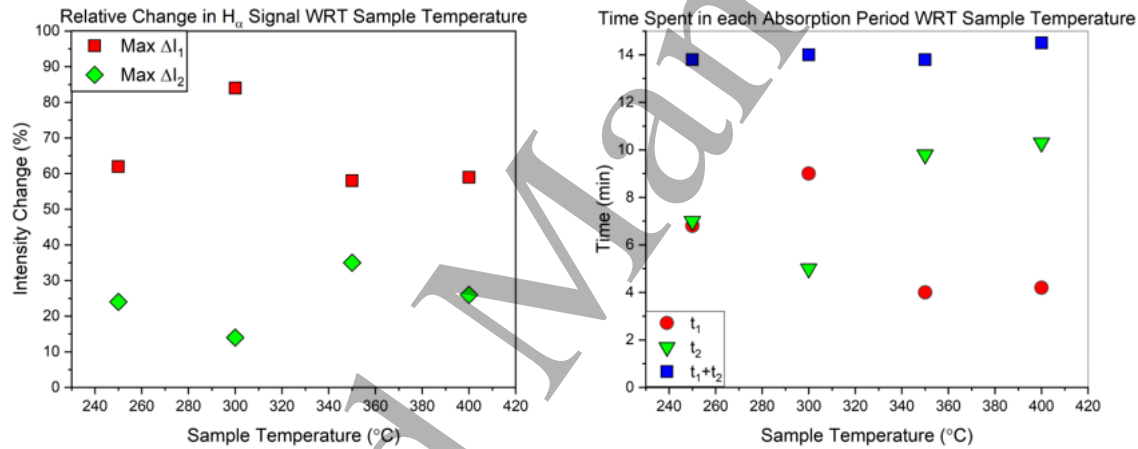 Relative Change in Hα Signal WRT Sample Temperature
100
90
80
70
60
50
40
30
20
10
0
Intensity Change (%)
Max ΔI₁
Max ΔI₂
240 260 280 300 320 340 360 380 400 420
Sample Temperature (°C)
Time Spent in each Absorption Period WRT Sample Temperature
14
12
10
8
6
4
2
0
Time (min)
t₁
t₂
t₁+t₂
240 260 280 300 320 340 360 380 400 420
Sample Temperature (°C)
d Man